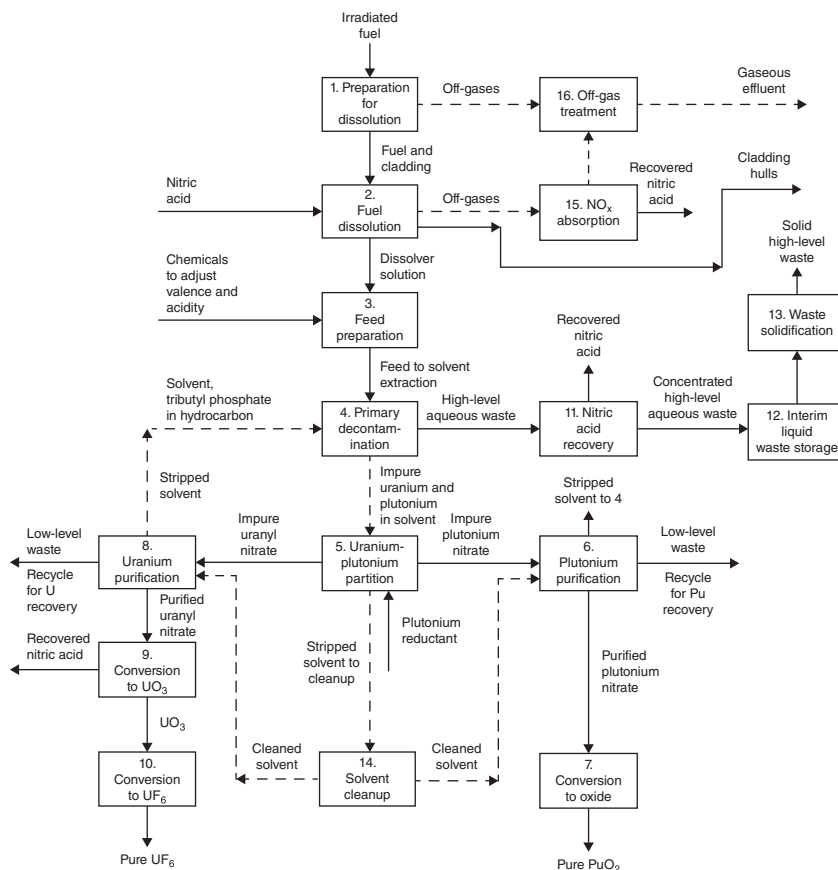 Irradiated
fuel
1. Preparation
for
dissolution
Off-gases
16. Off-gas
treatment
Gaseous
effluent
Fuel and
cladding
Nitric
acid
2.
Fuel
dissolution
Off-gases
15. NOx
absorption
Recovered
nitric
acid
Cladding
hulls
Chemicals
to adjust
valence and
acidity
Dissolver
solution
Solid
high-level
waste
3.
Feed
preparation
13. Waste
solidification
Recovered
nitric
acid
Solvent,
tributyl phosphate
in hydrocarbon
Feed to solvent
extraction
4. Primary
decontam-
ination
High-level
aqueous waste
11. Nitric
acid
recovery
Concentrated
high-level
aqueous waste
12. Interim
liquid
waste storage
Stripped
solvent
Impure
uranium and
plutonium
in solvent
Stripped
solvent to 4
Low-level
waste
Recycle
for U
recovery
8.
Uranium
purification
Impure
uranyl
nitrate
5. Uranium-
plutonium
partition
Impure
plutonium
nitrate
6.
Plutonium
purification
Low-level
waste
Recycle
for Pu
recovery
Purified
uranyl
nitrate
Plutonium
reductant
Recovered
nitric acid
9.
Conversion
to UO3
Stripped
solvent to
cleanup
Purified
plutonium
nitrate
UO3
10.
Conversion
to UF6
Cleaned
solvent
14.
Solvent
cleanup
Cleaned
solvent
7.
Conversion
to oxide
Pure UF6
Pure PuO2